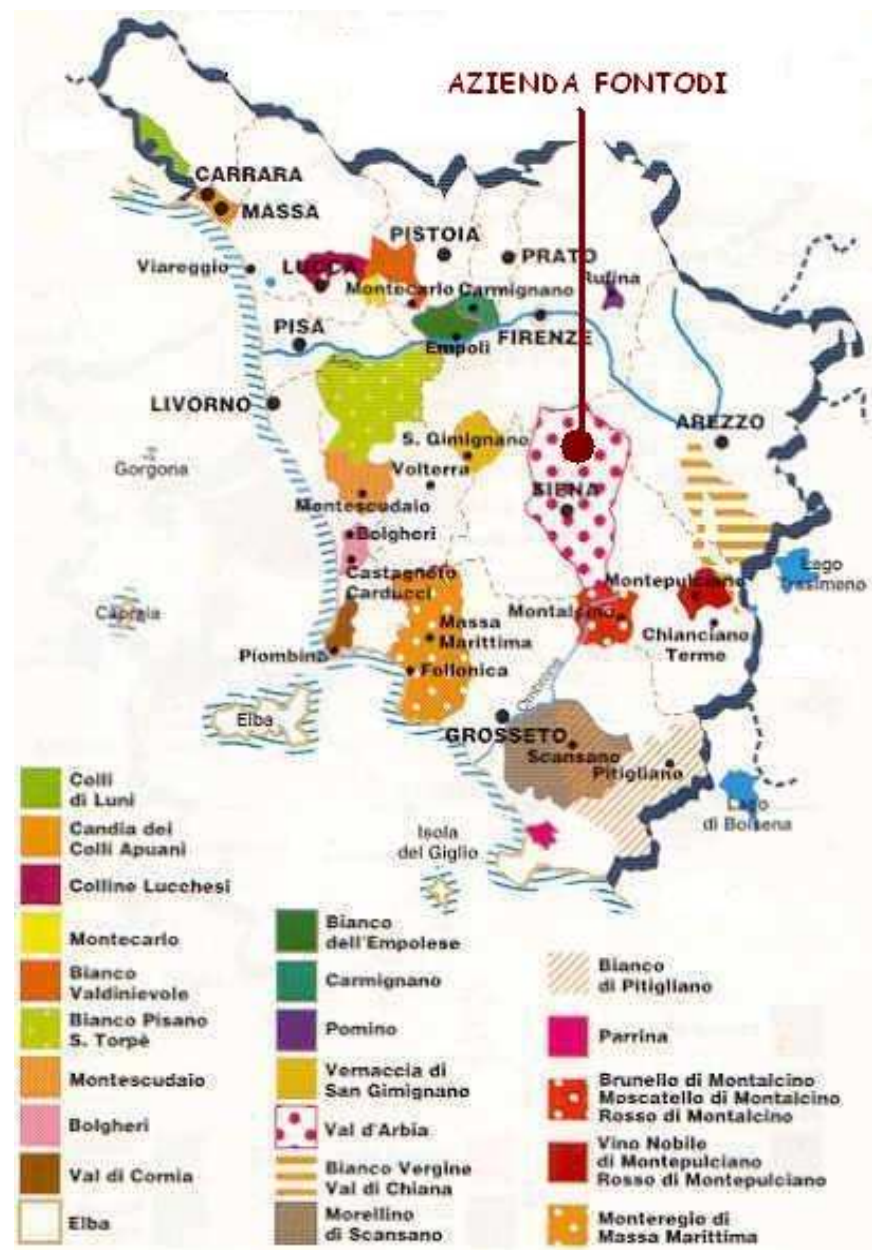 AZIENDA FONTODI
CARRARA
MASSA
PISTOIA
PRATO
Viareggio
LUCCA
Rufina
Montecarlo
Carmignano
PISA
FIRENZE
Empoli
LIVORNO
AREZZO
S. Gimignano
Gorgona
Volterra
SIENA
Montescudaio
Bolgheri
Lago
Trasimeno
Castagneto
Carducci
Montepulciano
Capraia
Montalcino
Massa
Marittima
Chianciano
Terme
Piombino
Follonica
Ombrone
Elba
GROSSETO
Scansano
Pitigliano
Lago
di Bolsena
Isola
del Giglio
Colli
di Luni
Candia dei
Colli Apuani
Colline Lucchesi
Montecarlo
Bianco
Valdinievole
Bianco Pisano
S. Torpè
Montescudaio
Bolgheri
Val di Cornia
Elba
Bianco
dell'Empolese
Carmignano
Pomino
Vernaccia di
San Gimignano
Val d'Arbia
Bianco Vergine
Val di Chiana
Morellino
di Scansano
Bianco
di Pitigliano
Parrina
Brunello di Montalcino
Moscatello di Montalcino
Rosso di Montalcino
Vino Nobile
di Montepulciano
Rosso di Montepulciano
Monteregio di
Massa Marittima